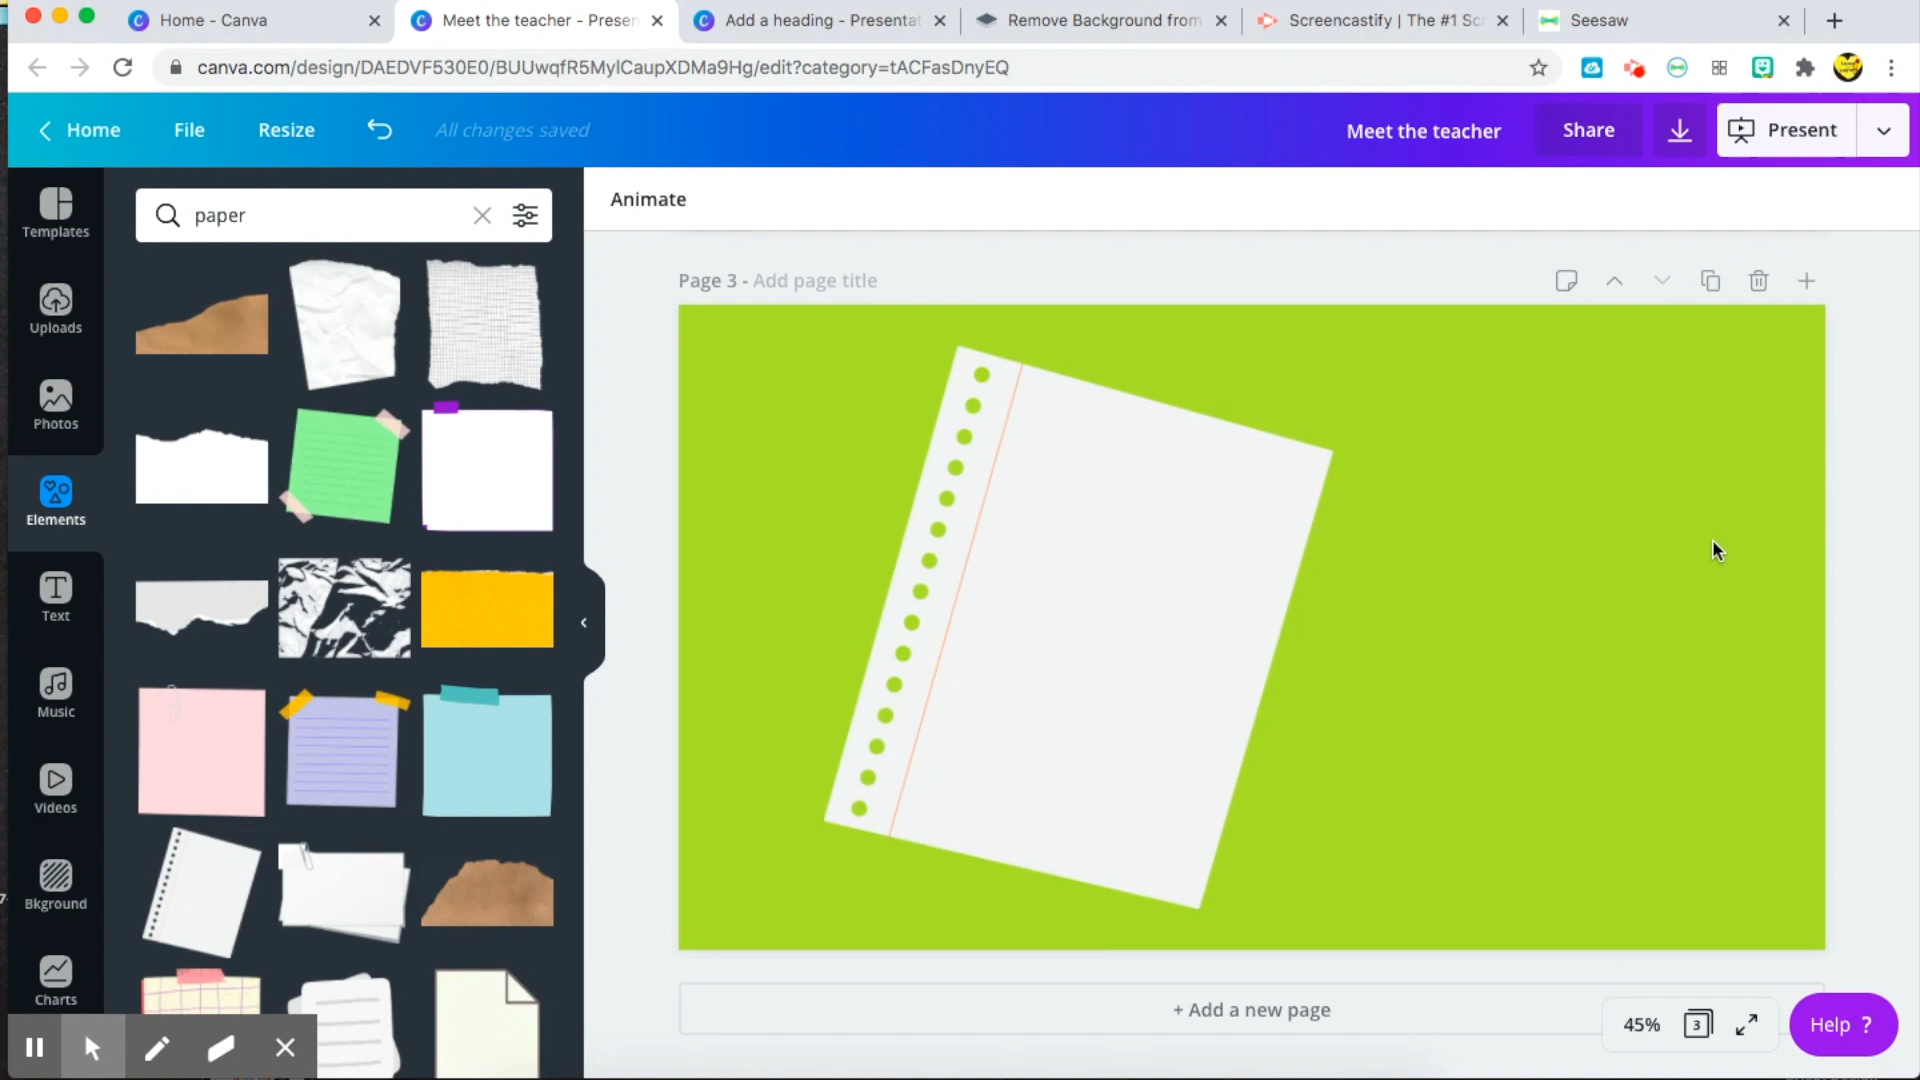 Home - Canva
Meet the teacher - Presen
Add a heading - Presentat
Remove Background from
Screencastify | The #1 Sc
Seesaw
canva.com/design/DAEDVF530E0/BUUwqfR5MylCaupXDMa9Hg/edit?category=tACFasDnyEQ
Home
File
Resize
All changes saved
Meet the teacher
Share
Present
Templates
Uploads
Photos
Elements
Text
Music
Videos
Bkground
Charts
paper
Animate
Page 3 - Add page title
+ Add a new page
45%
3
Help ?